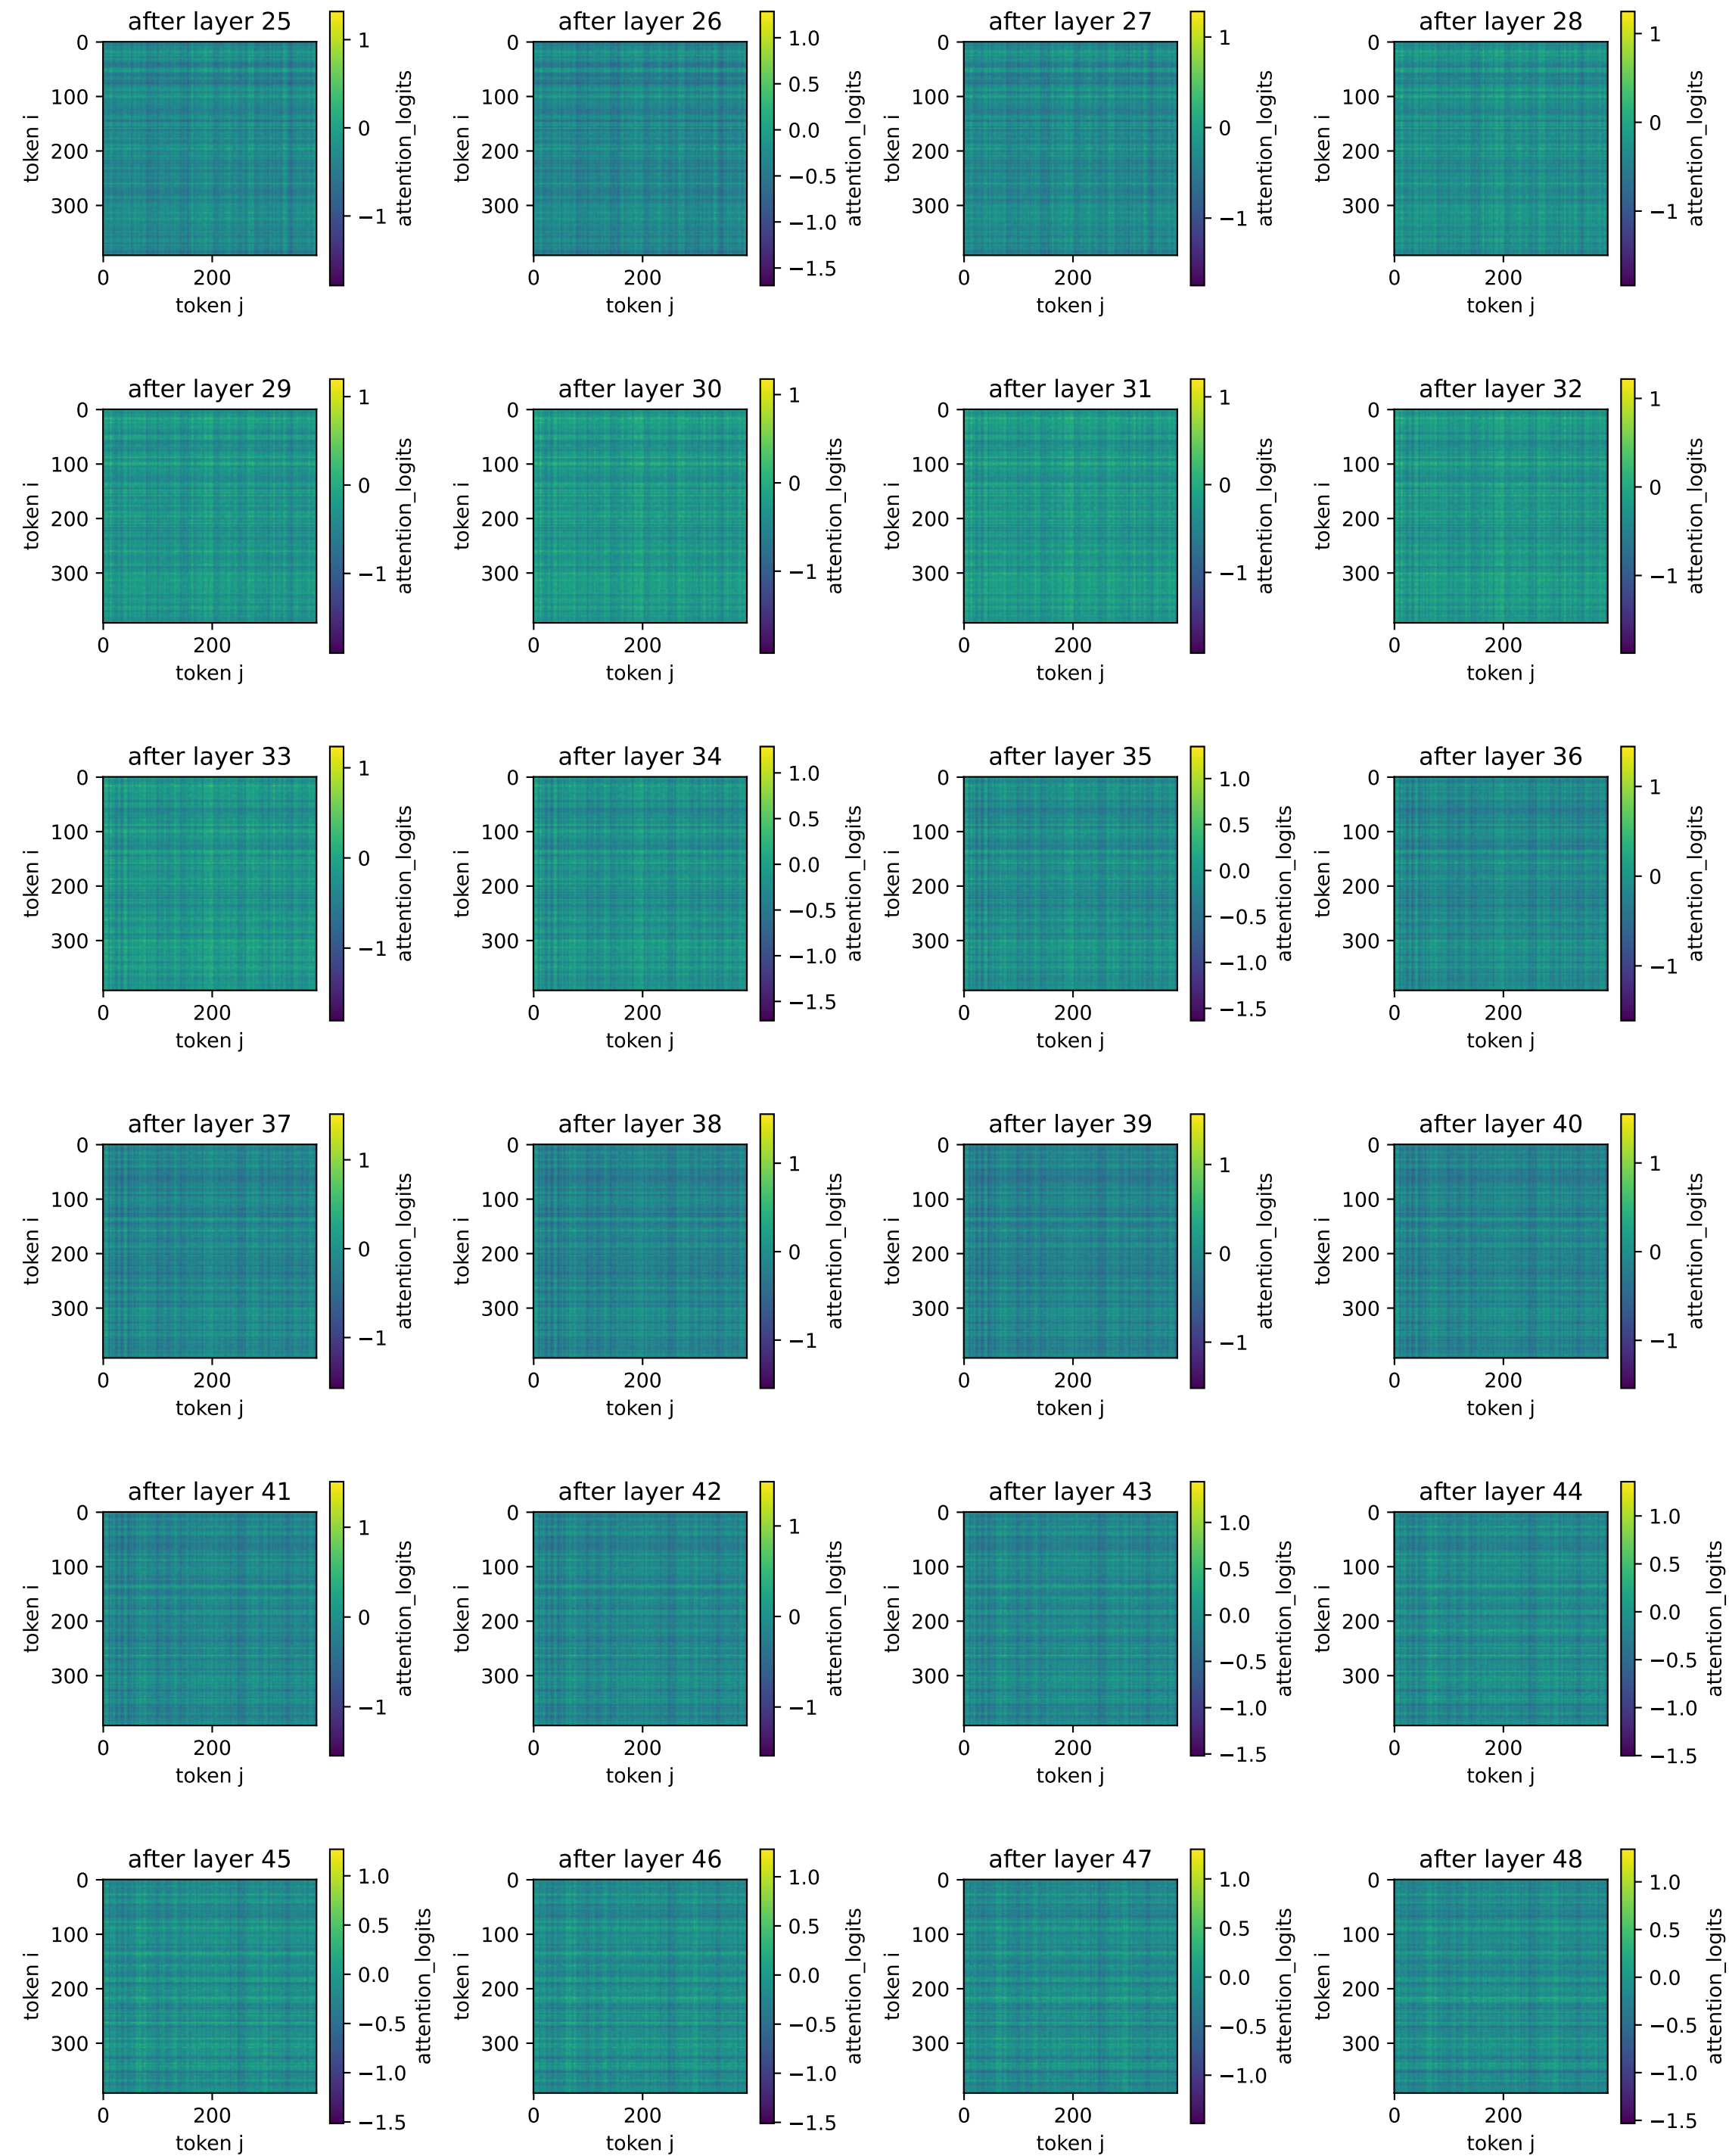 after layer 25
0
100
200
300
token i
0
200
token j
1
0
−1
attention_logits
after layer 26
0
100
200
300
token i
0
200
token j
1.0
0.5
0.0
−0.5
−1.0
−1.5
attention_logits
after layer 27
0
100
200
300
token i
0
200
token j
1
0
−1
attention_logits
after layer 28
0
100
200
300
token i
0
200
token j
1
0
−1
attention_logits
after layer 29
0
100
200
300
token i
0
200
token j
1
0
−1
attention_logits
after layer 30
0
100
200
300
token i
0
200
token j
1
0
−1
attention_logits
after layer 31
0
100
200
300
token i
0
200
token j
1
0
−1
attention_logits
after layer 32
0
100
200
300
token i
0
200
token j
1
0
−1
attention_logits
after layer 33
0
100
200
300
token i
0
200
token j
1
0
−1
attention_logits
after layer 34
0
100
200
300
token i
0
200
token j
1.0
0.5
0.0
−0.5
−1.0
−1.5
attention_logits
after layer 35
0
100
200
300
token i
0
200
token j
1.0
0.5
0.0
−0.5
−1.0
−1.5
attention_logits
after layer 36
0
100
200
300
token i
0
200
token j
1
0
−1
attention_logits
after layer 37
0
100
200
300
token i
0
200
token j
1
0
−1
attention_logits
after layer 38
0
100
200
300
token i
0
200
token j
1
0
−1
attention_logits
after layer 39
0
100
200
300
token i
0
200
token j
1
0
−1
attention_logits
after layer 40
0
100
200
300
token i
0
200
token j
1
0
−1
attention_logits
after layer 41
0
100
200
300
token i
0
200
token j
1
0
−1
attention_logits
after layer 42
0
100
200
300
token i
0
200
token j
1
0
−1
attention_logits
after layer 43
0
100
200
300
token i
0
200
token j
1.0
0.5
0.0
−0.5
−1.0
−1.5
attention_logits
after layer 44
0
100
200
300
token i
0
200
token j
1.0
0.5
0.0
−0.5
−1.0
−1.5
attention_logits
after layer 45
0
100
200
300
token i
0
200
token j
1.0
0.5
0.0
−0.5
−1.0
−1.5
attention_logits
after layer 46
0
100
200
300
token i
0
200
token j
1.0
0.5
0.0
−0.5
−1.0
−1.5
attention_logits
after layer 47
0
100
200
300
token i
0
200
token j
1.0
0.5
0.0
−0.5
−1.0
attention_logits
after layer 48
0
100
200
300
token i
0
200
token j
1.0
0.5
0.0
−0.5
−1.0
−1.5
attention_logits